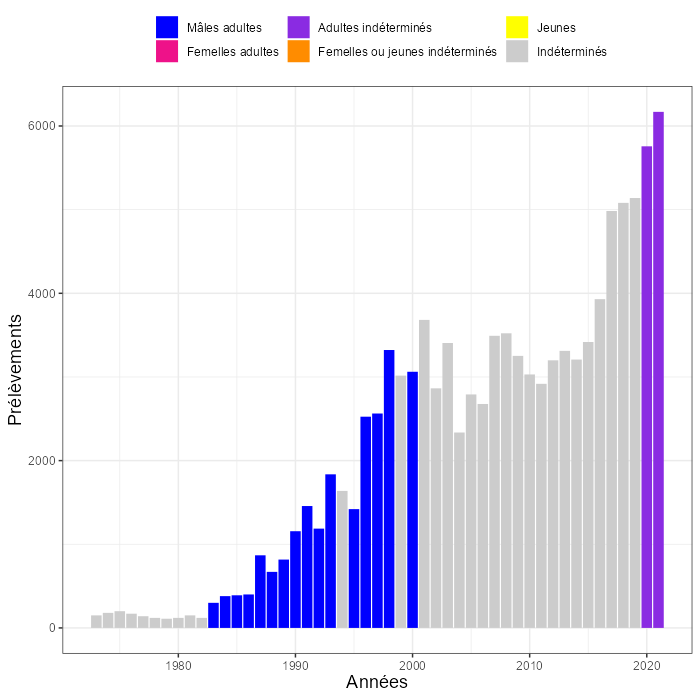 Mâles adultes Adultes indéterminés Jeunes
Femelles adultes Femelles ou jeunes indéterminés Indéterminés
6000
4000
2000
0
Prélèvements
1980 1990 2000 2010 2020
Années